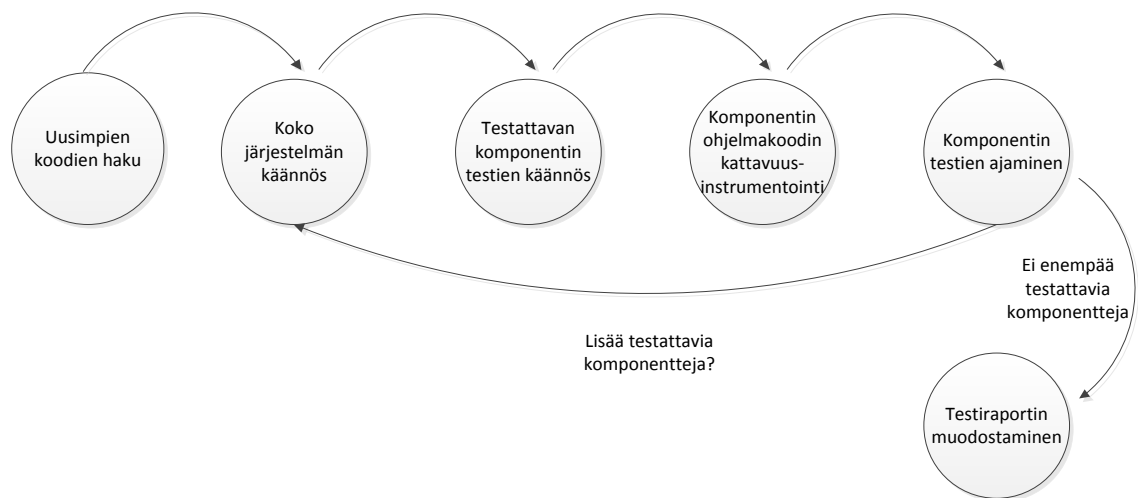 Uusimpien
koodien haku
Koko
järjestelmän
käännös
Testattavan
komponentin
testien käännös
Komponentin
ohjelmakoodin
kattavuus-
instrumentointi
Komponentin
testien ajaminen
Ei enempää
testattavia
komponentteja
Lisää testattavia
komponentteja?
Testiraportin
muodostaminen